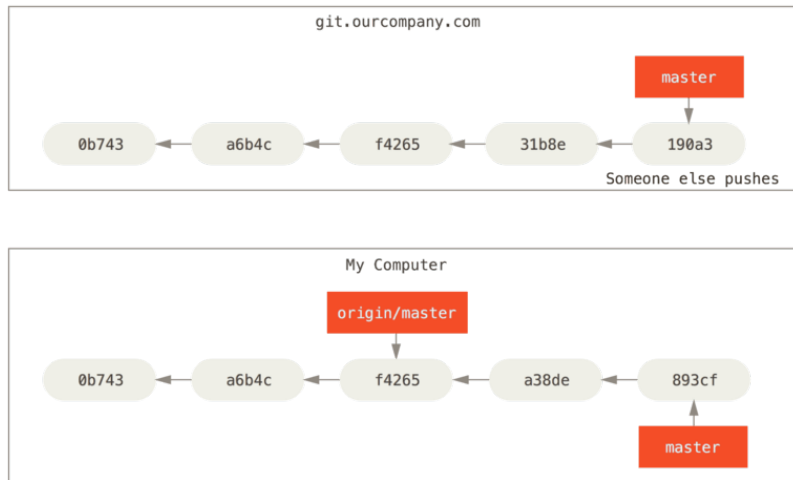 git.ourcompany.com
master
0b743 a6b4c f4265 31b8e 190a3
Someone else pushes
My Computer
origin/master
0b743 a6b4c f4265 a38de 893cf
master